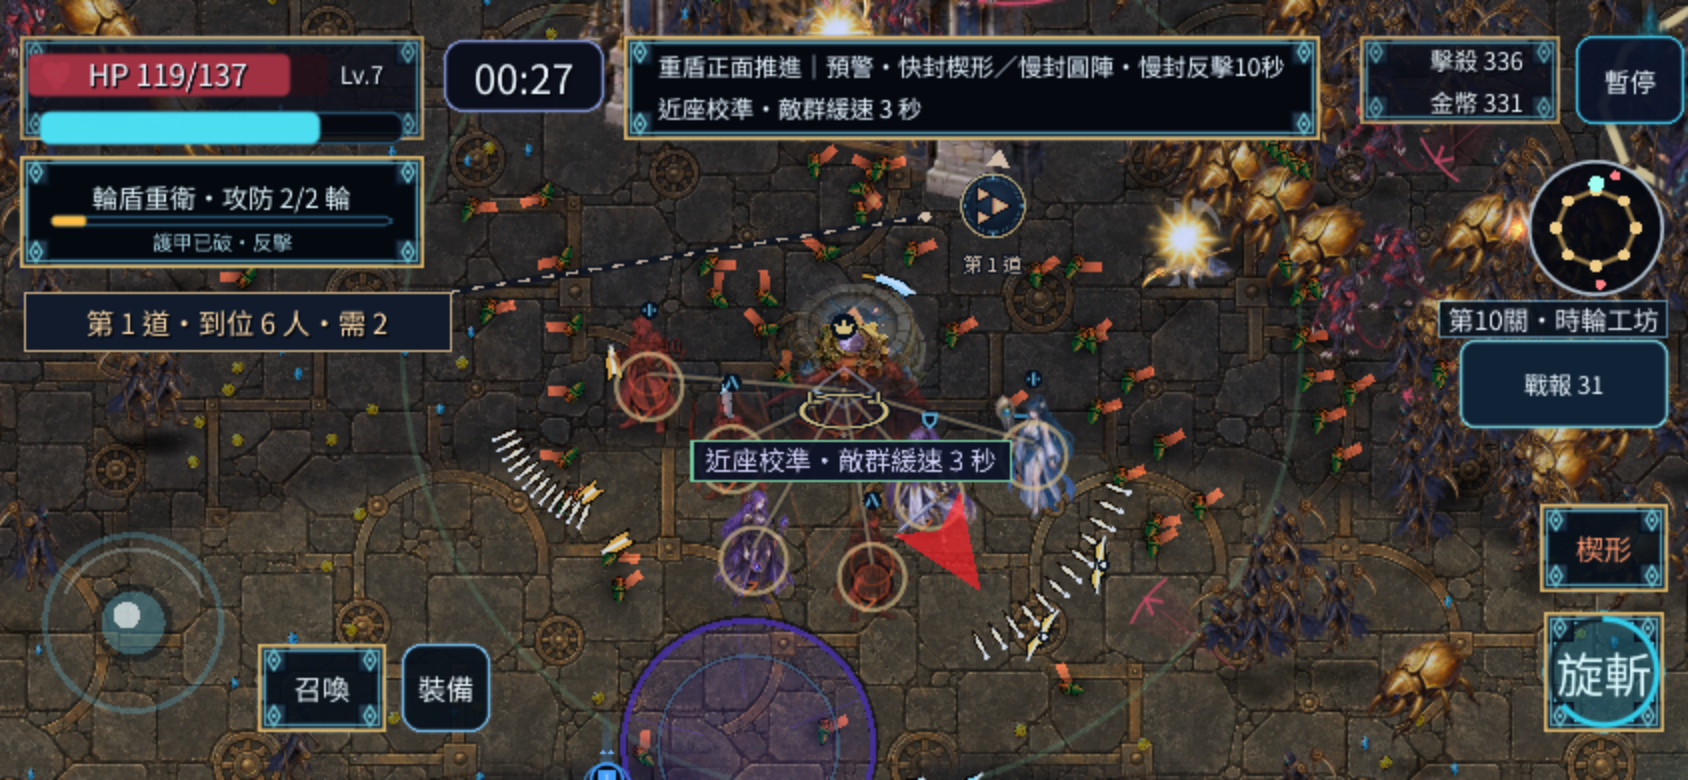 HP 119/137
Lv.7
00:27
重盾正面推進｜預警・快封楔形／慢封圓陣・慢封反擊10秒
近座校準・敵群緩速 3 秒
擊殺 336
金幣 331
暫停
輪盾重衛・攻防 2/2 輪
護甲已破・反擊
第 1 道・到位 6 人・需 2
第 1 道
第10關・時輪工坊
戰報 31
近座校準・敵群緩速 3 秒
楔形
旋斬
召喚
裝備